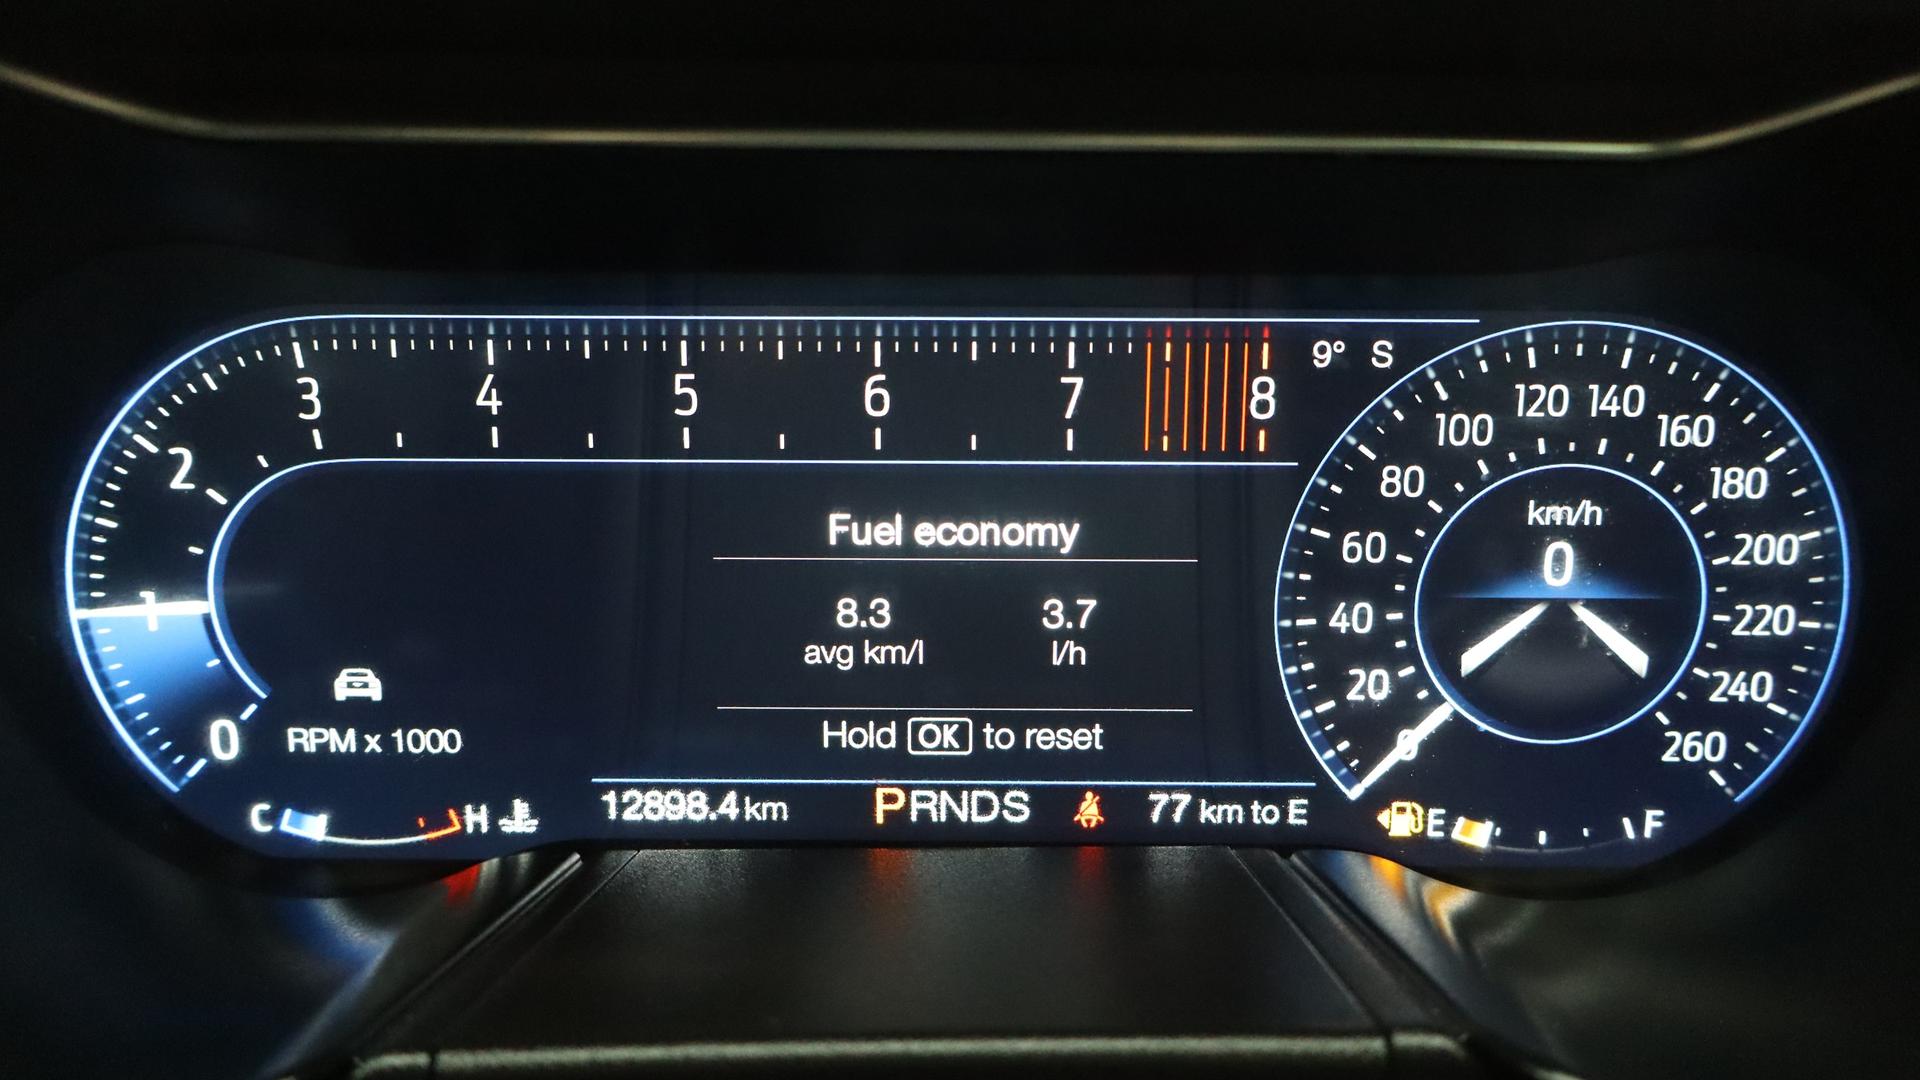 3 4 5 6 7 8
9° S
2
1
0
RPM x 1000
C H
Fuel economy
8.3 3.7
avg km/l l/h
Hold OK to reset
12898.4 km PRNDS 77 km to E
0 20 40 60 80 100 120 140 160 180 200 220 240 260
km/h
0
E F